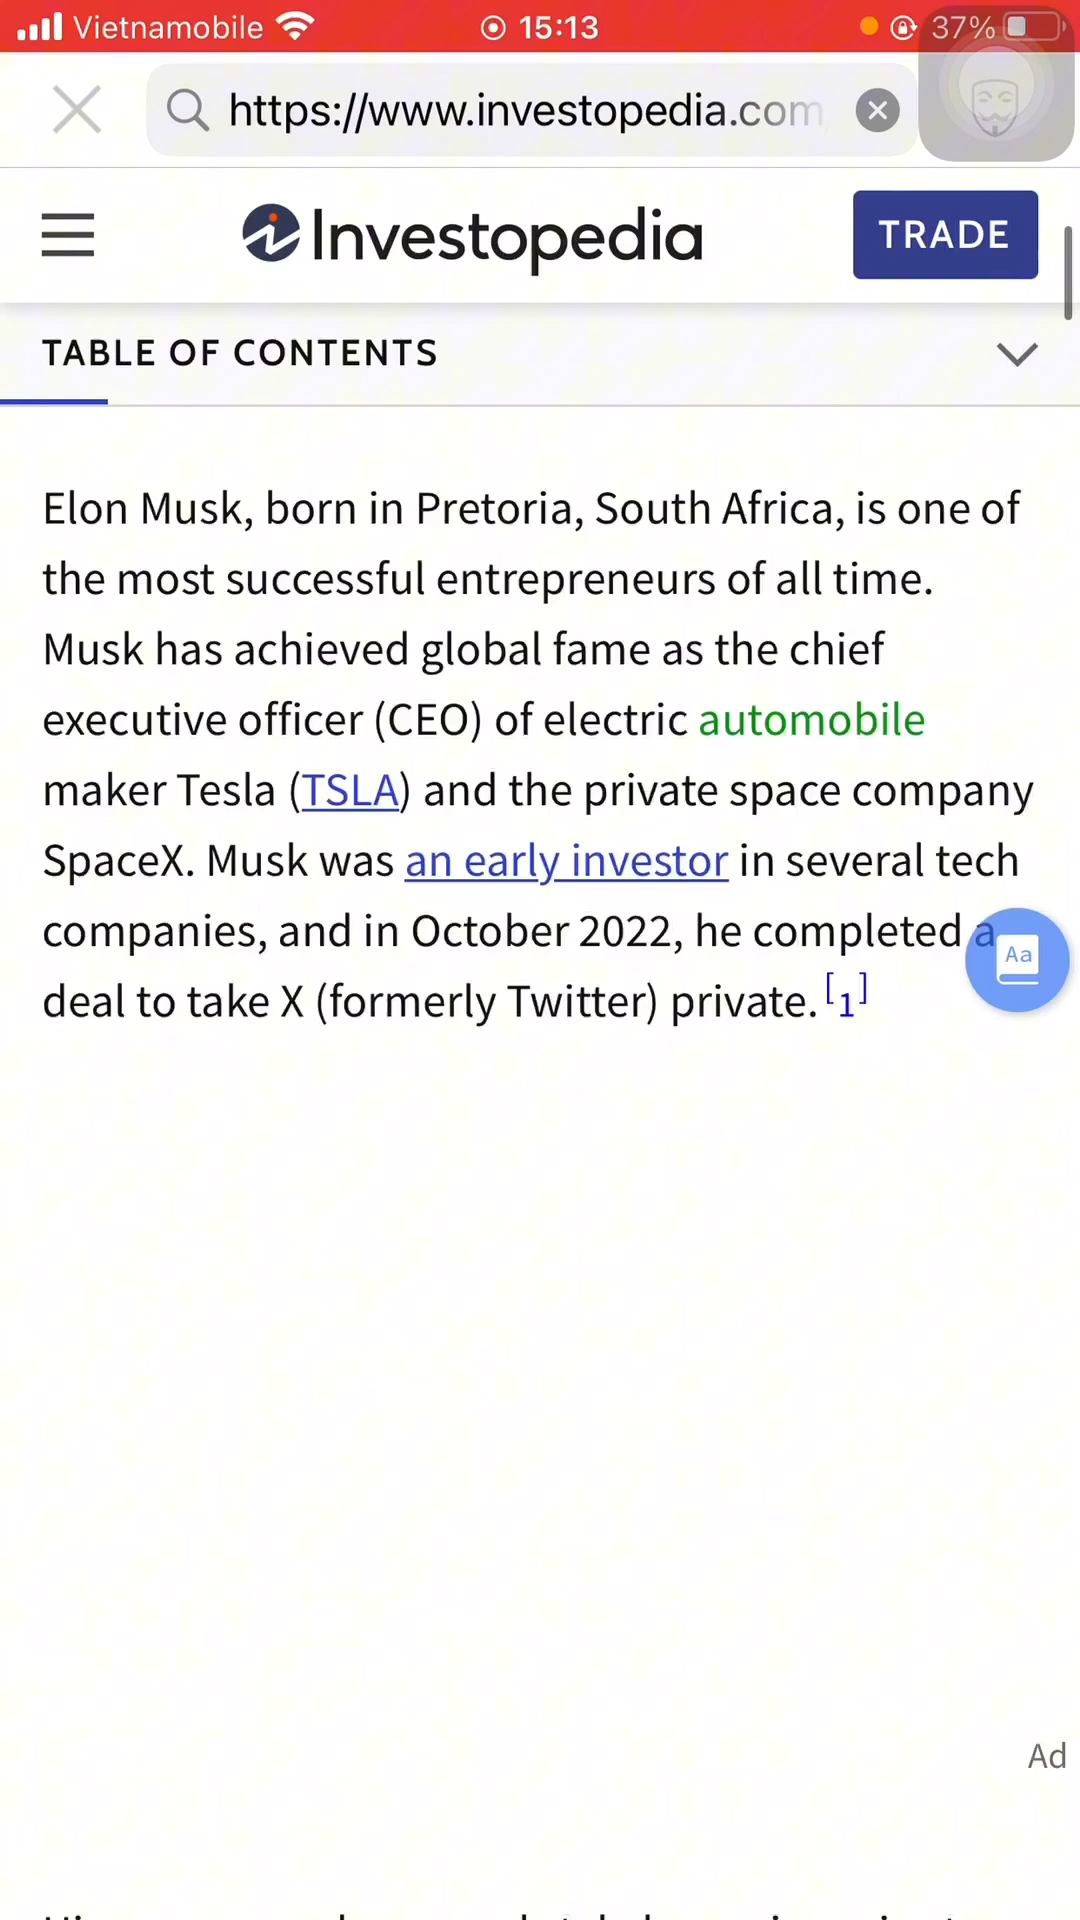 Vietnamobile 15:13 37%
https://www.investopedia.com
Investopedia TRADE
TABLE OF CONTENTS
Elon Musk, born in Pretoria, South Africa, is one of
the most successful entrepreneurs of all time.
Musk has achieved global fame as the chief
executive officer (CEO) of electric automobile
maker Tesla (TSLA) and the private space company
SpaceX. Musk was an early investor in several tech
companies, and in October 2022, he completed a
Aa
deal to take X (formerly Twitter) private. [1]
Ad